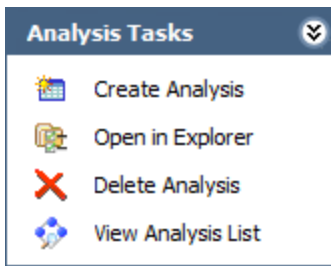 Analysis Tasks
Create Analysis
Open in Explorer
Delete Analysis
View Analysis List